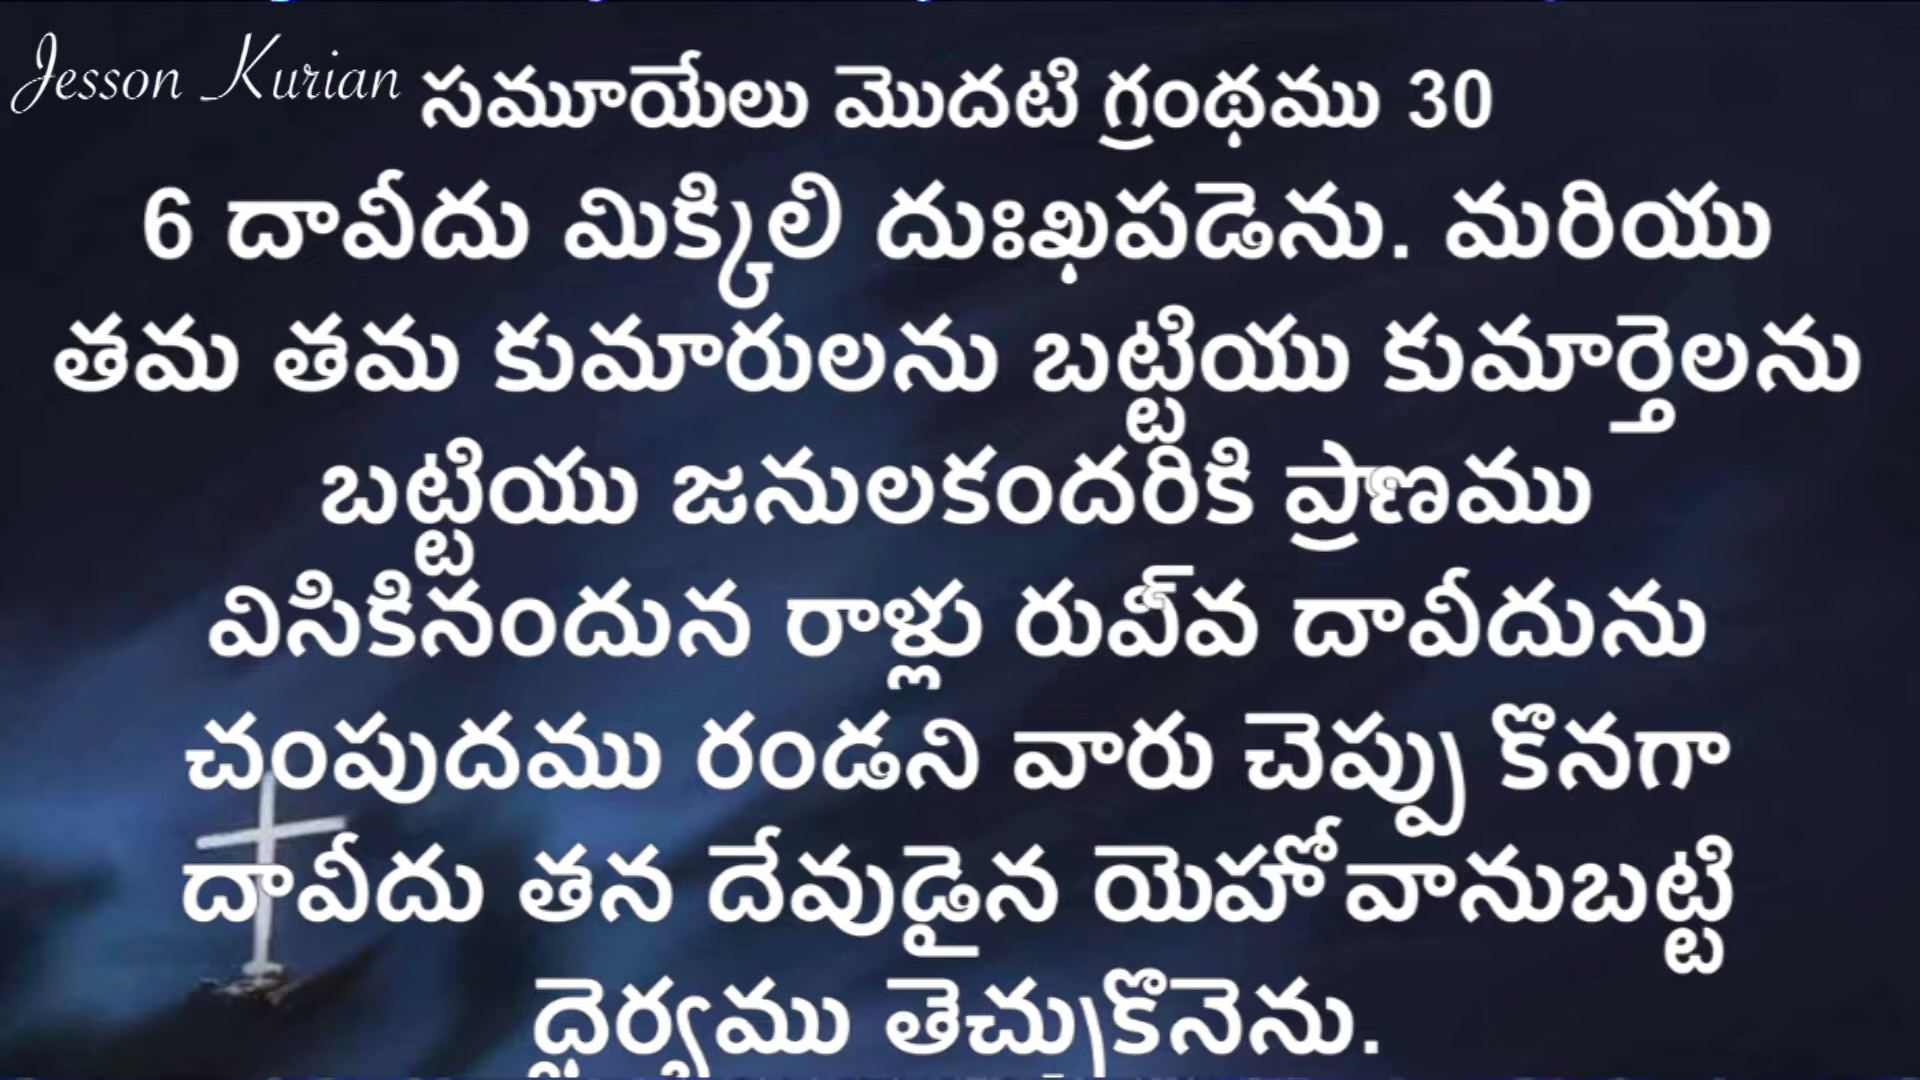 Jesson Kurian
సమూయేలు మొదటి గ్రంథము 30
6 దావీదు మిక్కిలి దుఃఖపడెను. మరియు
తమ తమ కుమారులను బట్టియు కుమార్తెలను
బట్టియు జనులకందరికి ప్రాణము
విసికినందున రాళ్లు రువి్వ దావీదును
చంపుదము రండని వారు చెప్పు కొనగా
దావీదు తన దేవుడైన యెహోవానుబట్టి
ధైర్యము తెచ్చుకొనెను.